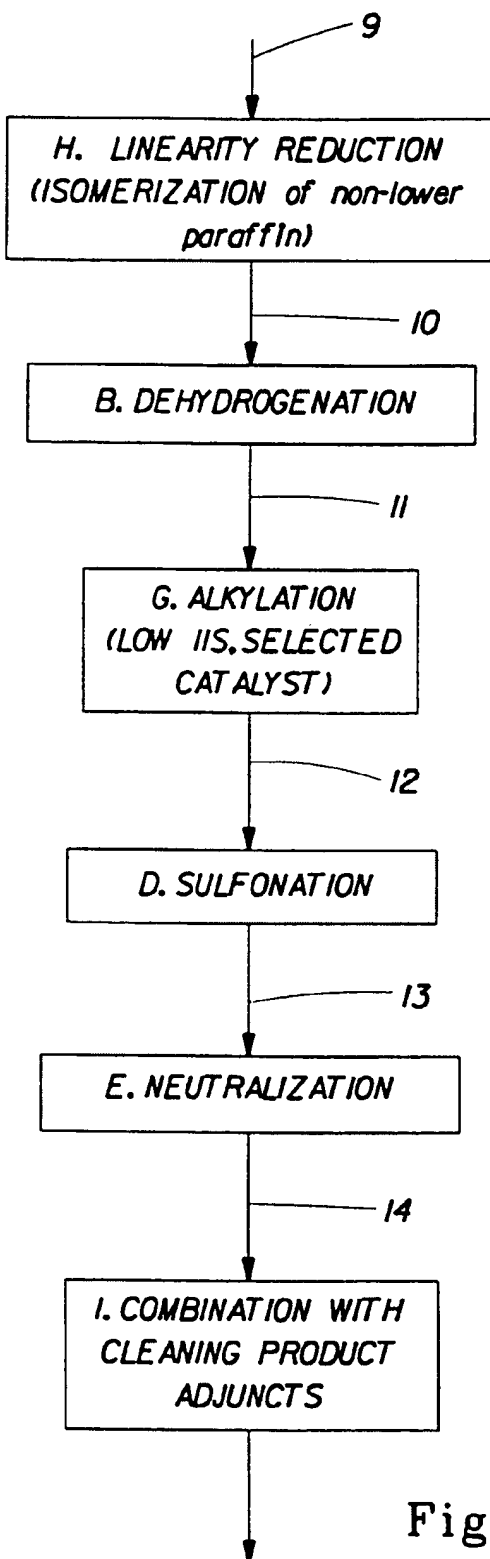 9
H. LINEARITY REDUCTION
(ISOMERIZATION of non-lower
paraffin)
10
B. DEHYDROGENATION
11
G. ALKYLATION
(LOW IIS, SELECTED
CATALYST)
12
D. SULFONATION
13
E. NEUTRALIZATION
14
I. COMBINATION WITH
CLEANING PRODUCT
ADJUNCTS
Fig